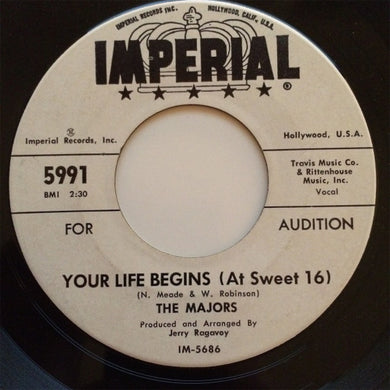 IMPERIAL RECORDS INC. HOLLYWOOD, CALIF., U.S.A.
IMPERIAL
★ ★ ★ ★ ★ ®
Imperial Records, Inc.
Hollywood, U.S.A.
5991
BMI 2:30
Travis Music Co.
& Rittenhouse
Music, Inc.
Vocal
FOR AUDITION
YOUR LIFE BEGINS (At Sweet 16)
(N. Meade & W. Robinson)
THE MAJORS
Produced and Arranged By
Jerry Ragavoy
IM-5686